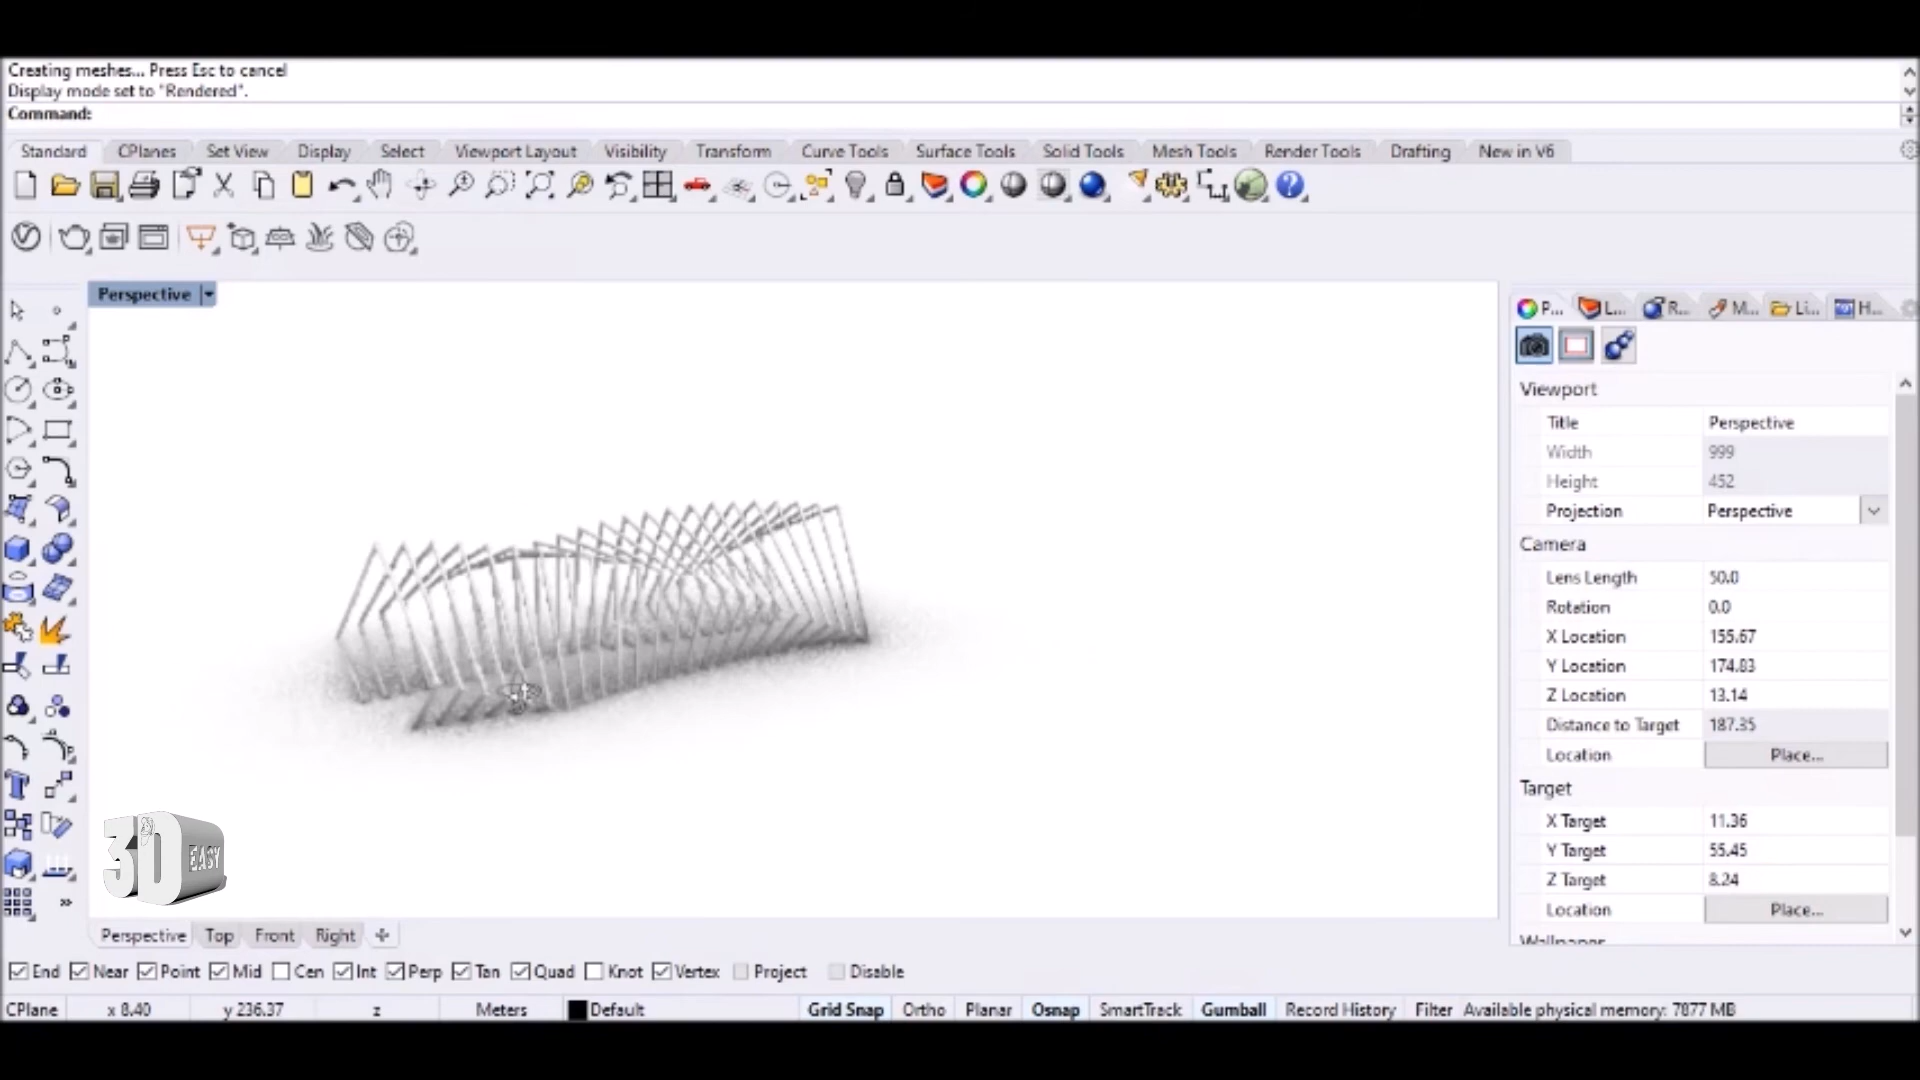 Creating meshes... Press Esc to cancel
Display mode set to "Rendered".
Command:
Standard CPlanes Set View Display Select Viewport Layout Visibility Transform Curve Tools Surface Tools Solid Tools Mesh Tools Render Tools Drafting New in V6
Perspective
P... L... R... M... Li... H...
Viewport
Title Perspective
Width 999
Height 452
Projection Perspective
Camera
Lens Length 50.0
Rotation 0.0
X Location 155.67
Y Location 174.83
Z Location 13.14
Distance to Target 187.35
Location Place...
Target
X Target 11.36
Y Target 55.45
Z Target 8.24
Location Place...
Wallpaper
3D EASY
Perspective Top Front Right
End Near Point Mid Cen Int Perp Tan Quad Knot Vertex Project Disable
CPlane x 8.40 y 236.37 z Meters Default Grid Snap Ortho Planar Osnap SmartTrack Gumball Record History Filter Available physical memory: 7877 MB